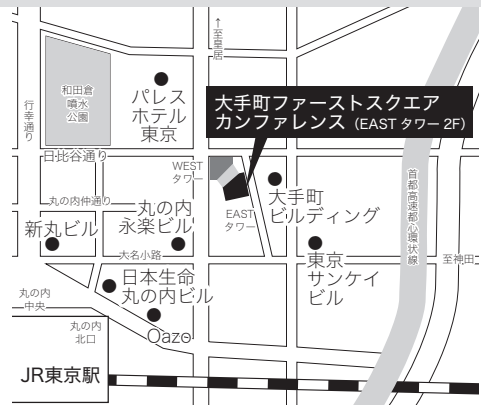 ↑至皇居
和田倉
噴水
公園
パレス
ホテル
東京
行幸通り
大手町ファーストスクエア
カンファレンス（EASTタワー2F）
日比谷通り
WEST
タワー
EAST
タワー
大手町
ビルディング
首都高速都心環状線
丸の内仲通り
丸の内
永楽ビル
新丸ビル
大名小路
東京
サンケイ
ビル
至神田
日本生命
丸の内ビル
丸の内
中央
丸の内
北口
Oazo
JR東京駅